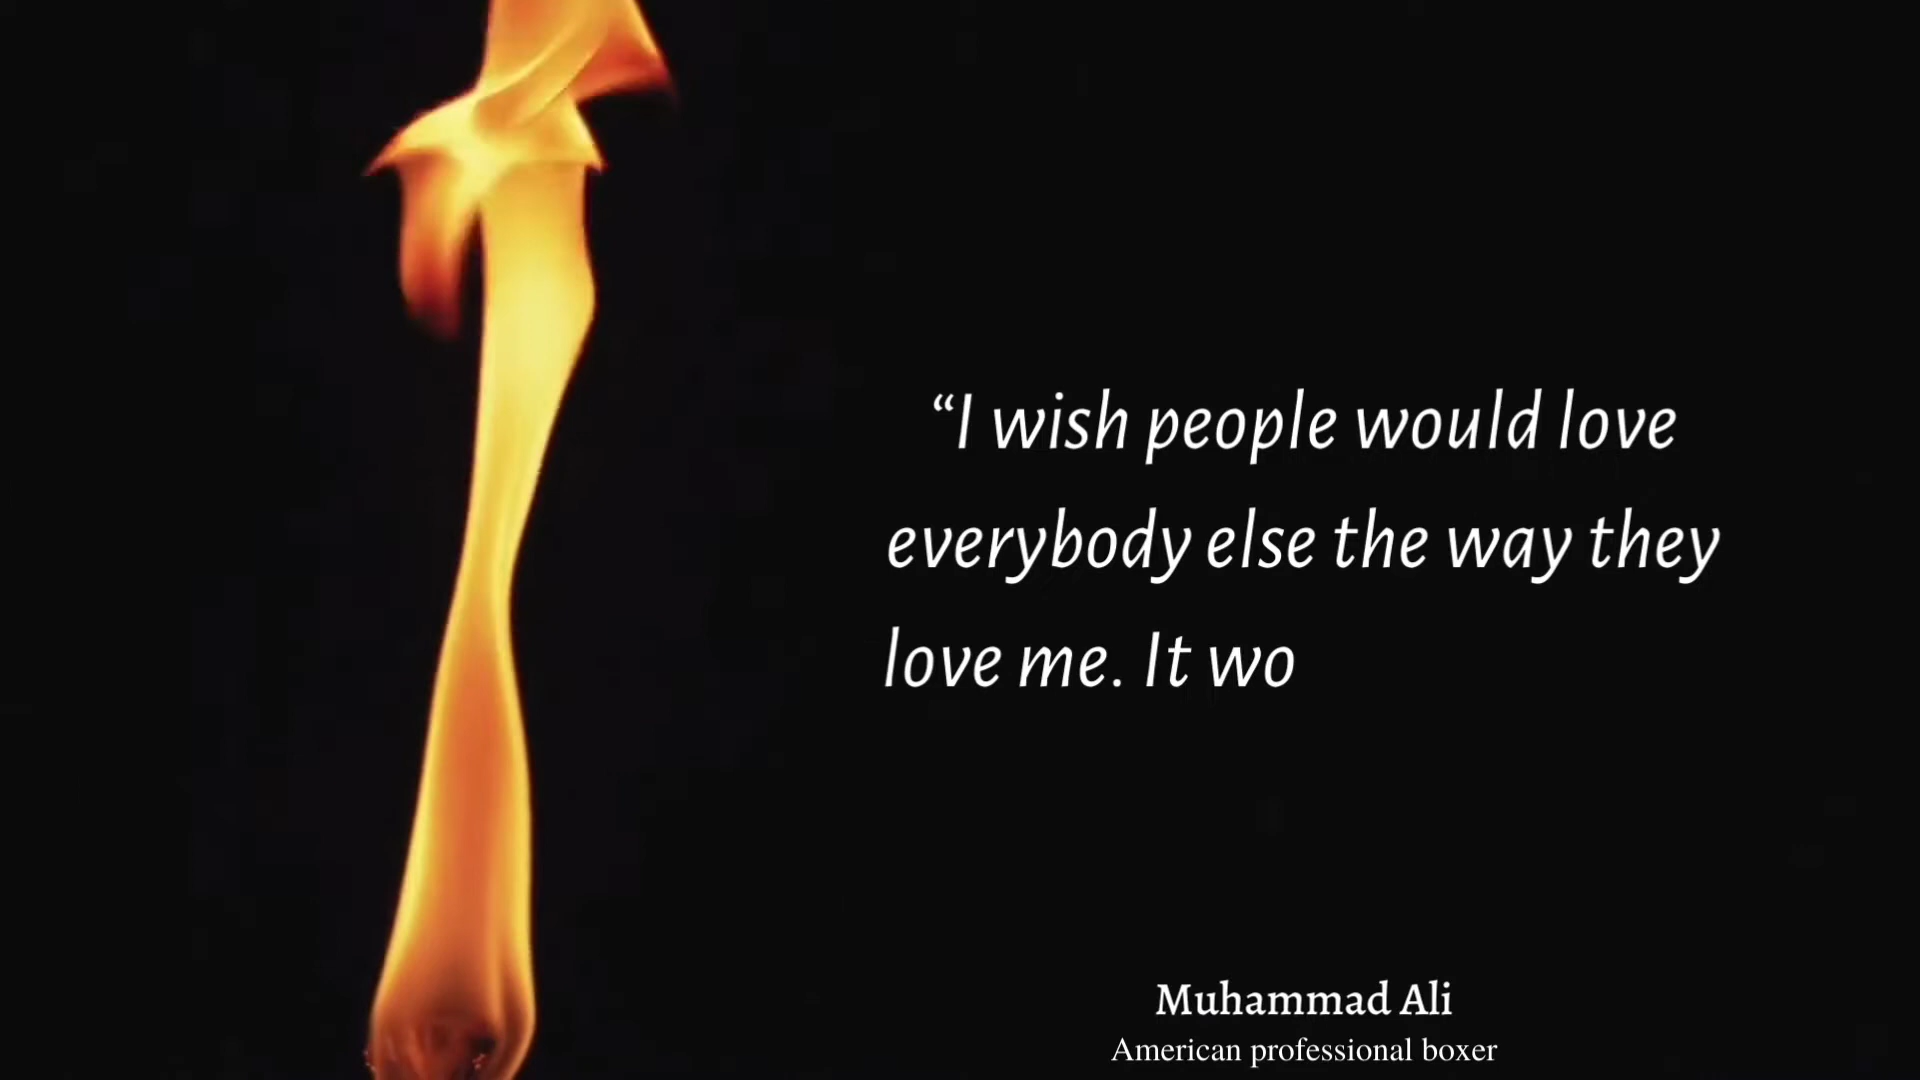 “I wish people would love
everybody else the way they
love me. It wo
Muhammad Ali
American professional boxer